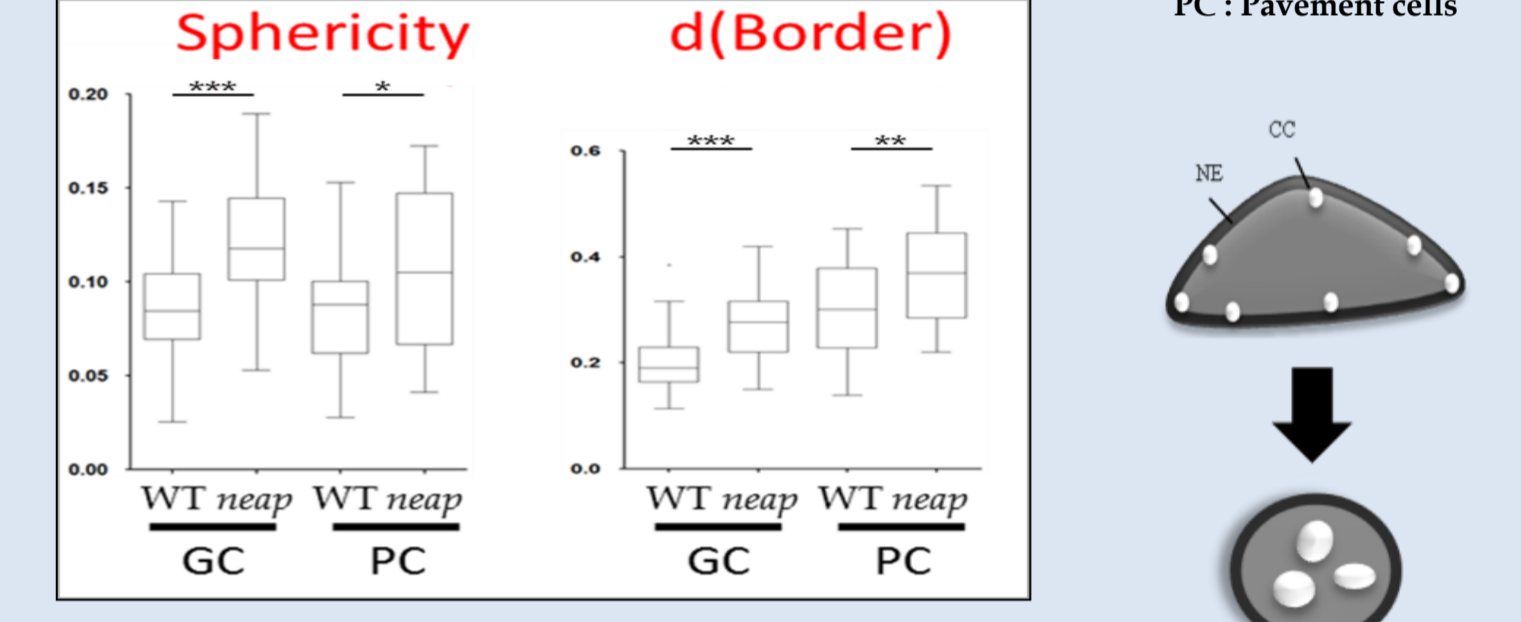 PC : Pavement cells
Sphericity
d(Border)
***
*
0.20
0.15
0.10
0.05
0.00
WT neap WT neap
GC PC
***
**
0.6
0.4
0.2
0.0
WT neap WT neap
GC PC
CC
NE